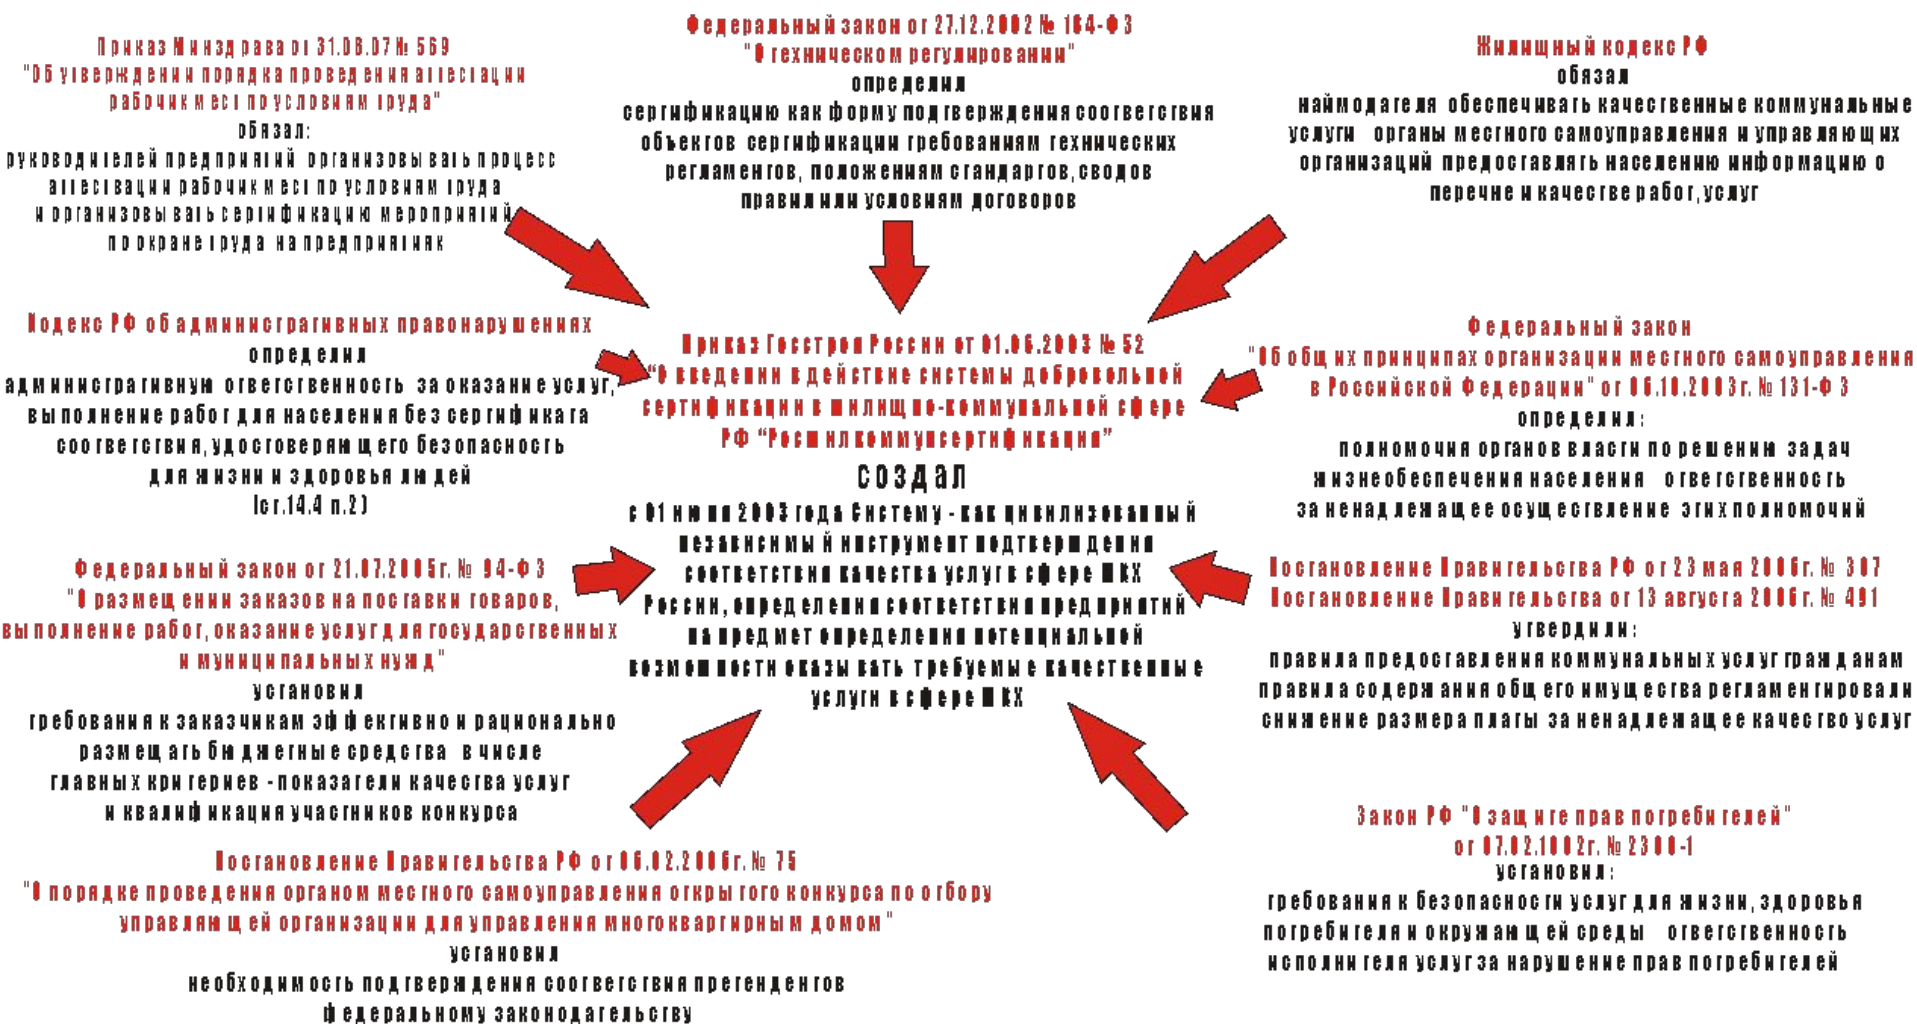 Приказ Минздрава от 31.08.07 № 569
"Об утверждении порядка проведения аттестации
рабочих мест по условиям труда"
обязал:
руководителей предприятий организовывать процесс
аттествации рабочих мест по условиям труда
и организовывать сертификацию мероприятий
по охране труда на предприятиях
Федеральный закон от 27.12.2002 № 184-ФЗ
"О техническом регулировании"
определил
сертификацию как форму подтверждения соответствия
объектов сертификации требованиям технических
регламентов, положениям стандартов, сводов
правил или условиям договоров
Жилищный кодекс РФ
обязал
наймодателя обеспечивать качественные коммунальные
услуги органы местного самоуправления и управляющих
организаций предоставлять населению информацию о
перечне и качестве работ, услуг
Кодекс РФ об административных правонарушениях
определил
административную ответственность за оказание услуг,
выполнение работ для населения без сертификата
соответствия, удостоверяющего безопасность
для жизни и здоровья людей
(ст.14.4 п.2)
Приказ Госстроя России от 01.06.2003 № 52
"О введении в действие системы добровольной
сертификации в жилищно-коммунальной сфере
РФ "Росжилкоммунсертификация"
создал
с 01 июня 2003 года Систему - как цивилизованный
независимый инструмент подтверждения
соответствия качества услуг в сфере ЖКХ
России, определения соответствия предприятий
на предмет определения потенциальной
возможности оказывать требуемые качественные
услуги в сфере ЖКХ
Федеральный закон
"Об общих принципах организации местного самоуправления
в Российской Федерации" от 06.10.2003г. № 131-ФЗ
определил:
полномочия органов власти по решению задач
жизнеобеспечения населения ответственность
за ненадлежащее осуществление этих полномочий
Федеральный закон от 21.07.2005г. № 94-ФЗ
"О размещении заказов на поставки товаров,
выполнение работ, оказание услуг для государственных
и муниципальных нужд"
установил
требования к заказчикам эффективно и рационально
размещать бюджетные средства в числе
главных критериев - показатели качества услуг
и квалификация участников конкурса
Постановление Правительства РФ от 23 мая 2006г. № 307
Постановление Правительства от 13 августа 2006г. № 491
утвердили:
правила предоставления коммунальных услуг гражданам
правила содержания общего имущества регламентировали
снижение размера платы за ненадлежащее качество услуг
Постановление Правительства РФ от 06.02.2006г. № 75
"О порядке проведения органом местного самоуправления открытого конкурса по отбору
управляющей организации для управления многоквартирным домом"
установил
необходимость подтверждения соответствия претендентов
федеральному законодательству
Закон РФ "О защите прав потребителей"
от 07.02.1002г. № 2300-1
установил:
требования к безопасности услуг для жизни, здоровья
потребителя и окружающей среды ответственность
исполнителя услуг за нарушение прав потребителей